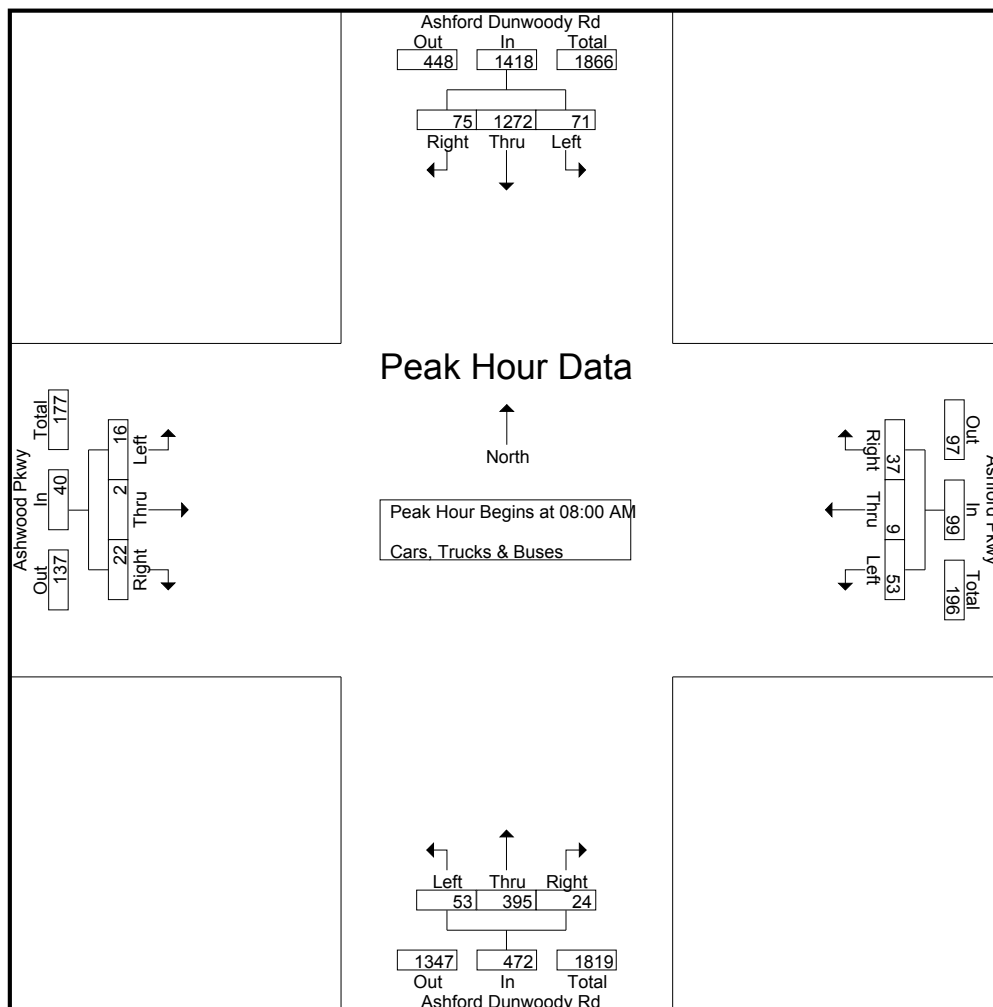 Ashford Dunwoody Rd
Out In Total
448 1418 1866
75 1272 71
Right Thru Left
Peak Hour Data
North
Peak Hour Begins at 08:00 AM
Cars, Trucks & Buses
Ashwood Pkwy
Out In Total
137 40 177
22 2 16
Right Thru Left
Ashford Pkwy
Out In Total
97 99 196
37 9 53
Right Thru Left
Left Thru Right
53 395 24
1347 472 1819
Out In Total
Ashford Dunwoody Rd